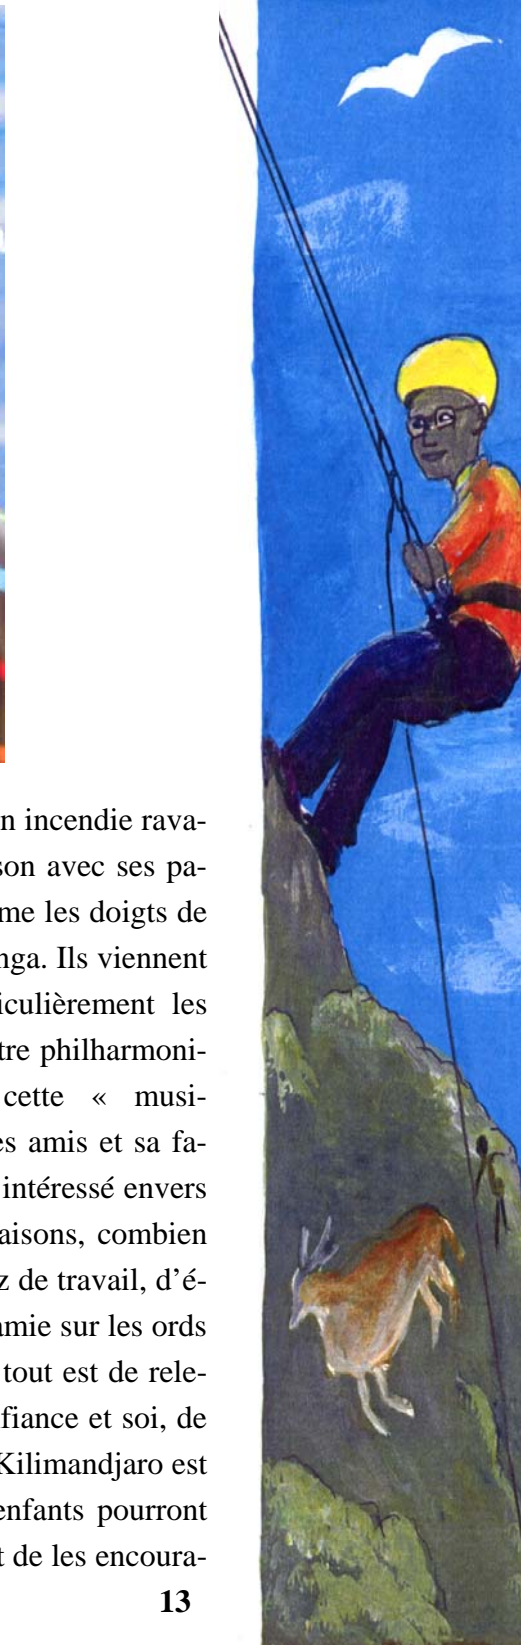 n incendie rava-
son avec ses pa-
me les doigts de
nga. Ils viennent
iculièrement les
tre philharmoni-
cette « musi-
es amis et sa fa-
intéressé envers
aisons, combien
z de travail, d’é-
amie sur les ords
tout est de rele-
fiance et soi, de
Kilimandjaro est
enfants pourront
t de les encoura-
13